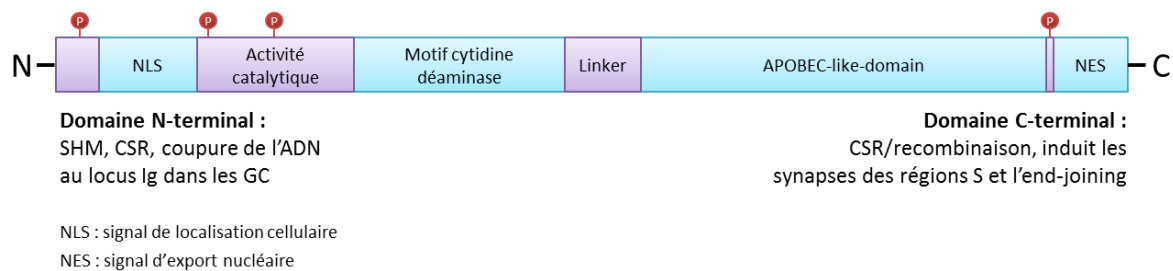 P P P P
N NLS Activité catalytique Motif cytidine déaminase Linker APOBEC-like-domain NES C
Domaine N-terminal :
SHM, CSR, coupure de l'ADN
au locus Ig dans les GC
Domaine C-terminal :
CSR/recombinaison, induit les
synapses des régions S et l'end-joining
NLS : signal de localisation cellulaire
NES : signal d'export nucléaire